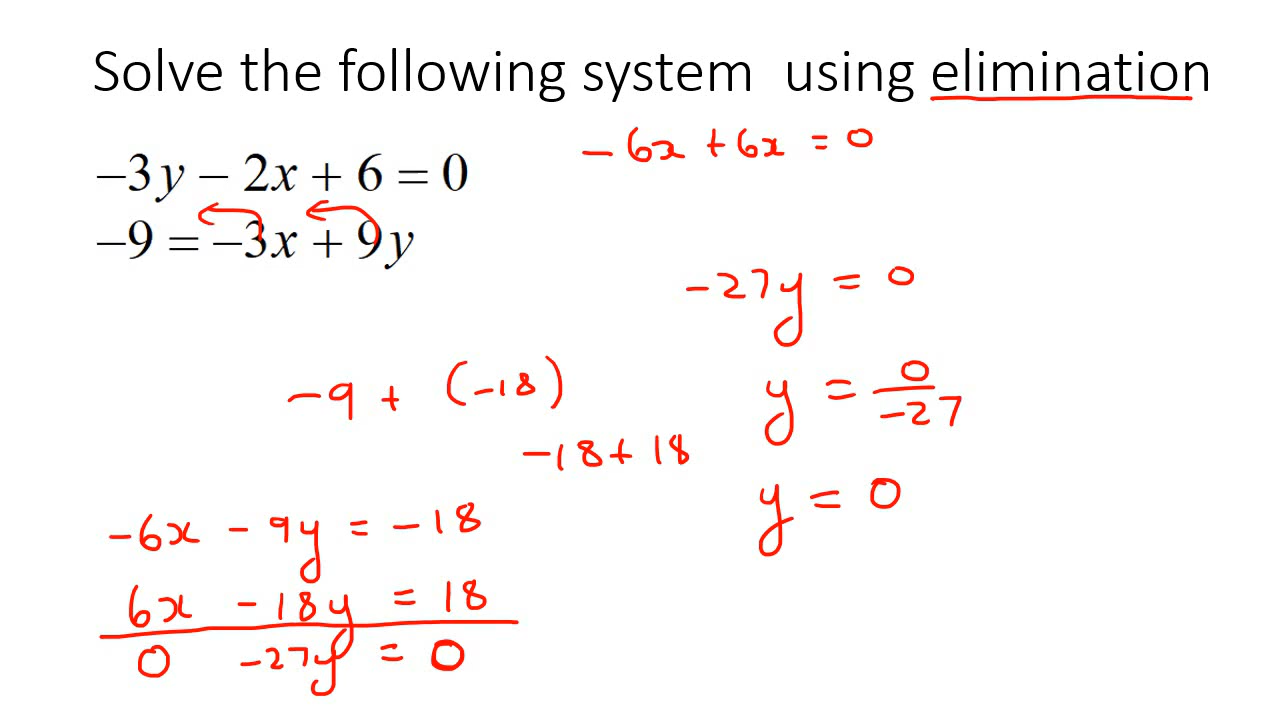 Solve the following system using elimination
-6x + 6x = 0
−3y − 2x + 6 = 0
−9 = −3x + 9y
-27y = 0
y = 0/-27
-9 + (-18)
-18 + 18
y = 0
-6x - 9y = -18
6x - 18y = 18
0 -27y = 0